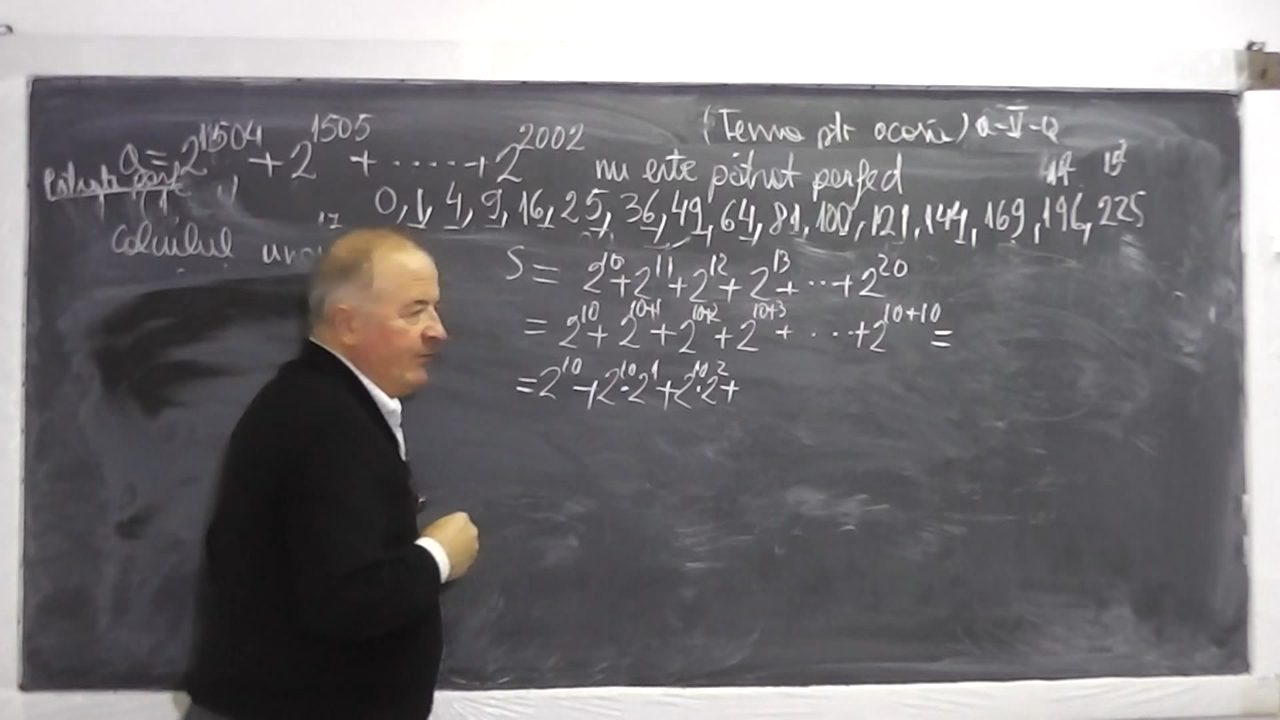 (Tema ptr acasă) a-V-a
a = 2^1504 + 2^1505 + ...... + 2^2002 nu este pătrat perfect
Pătrate perf
0, 1, 4, 9, 16, 25, 36, 49, 64, 81, 100, 121, 144, 169, 196, 225
Calculul
S = 2^10 + 2^11 + 2^12 + 2^13 + ... + 2^20
= 2^10 + 2^10+1 + 2^10+2 + 2^10+3 + ... + 2^10+10 =
= 2^10 + 2^10 · 2^1 + 2^10 · 2^2 +